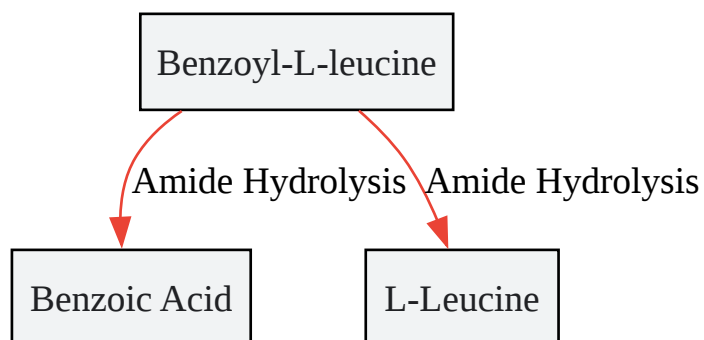 Benzoyl-L-leucine
Amide Hydrolysis
Amide Hydrolysis
Benzoic Acid
L-Leucine